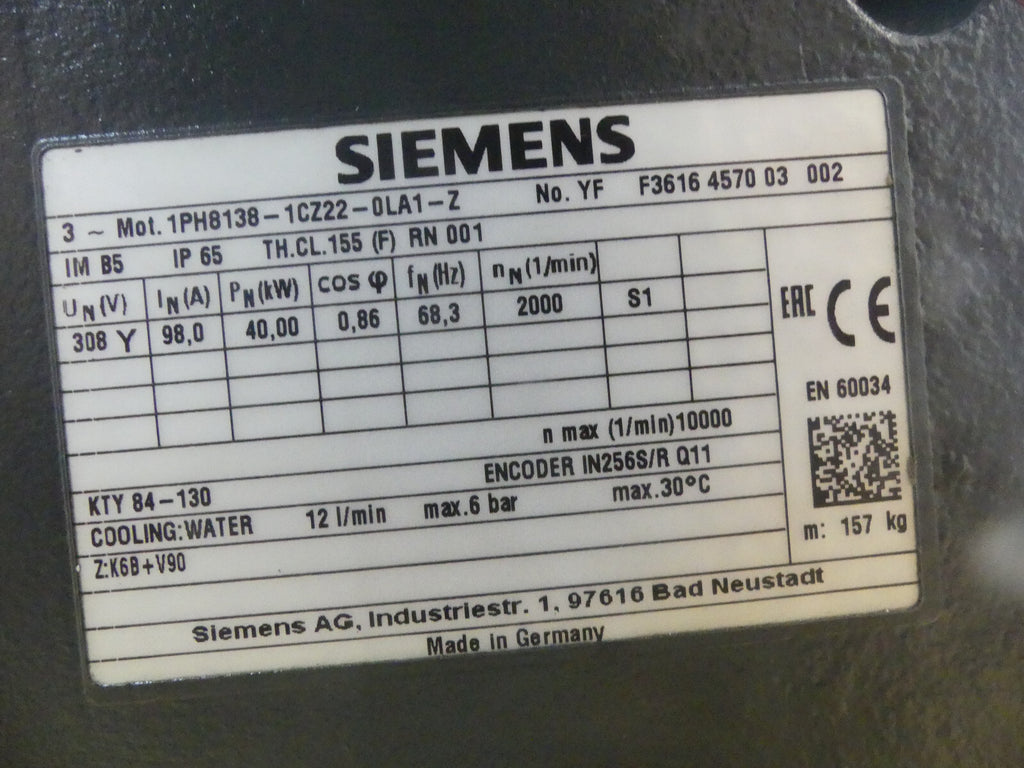 SIEMENS
3 ~ Mot. 1PH8138-1CZ22-0LA1-Z No. YF F3616 4570 03 002
IM B5 IP 65 TH.CL.155 (F) RN 001
UN(V) IN(A) PN(kW) cos φ fN(Hz) nN(1/min)
308 Y 98,0 40,00 0,86 68,3 2000 S1
EAC CE
EN 60034
n max (1/min)10000
KTY 84-130 ENCODER IN256S/R Q11
COOLING:WATER 12 l/min max.6 bar max.30°C
m: 157 kg
Z:K6B+V90
Siemens AG, Industriestr. 1, 97616 Bad Neustadt
Made in Germany